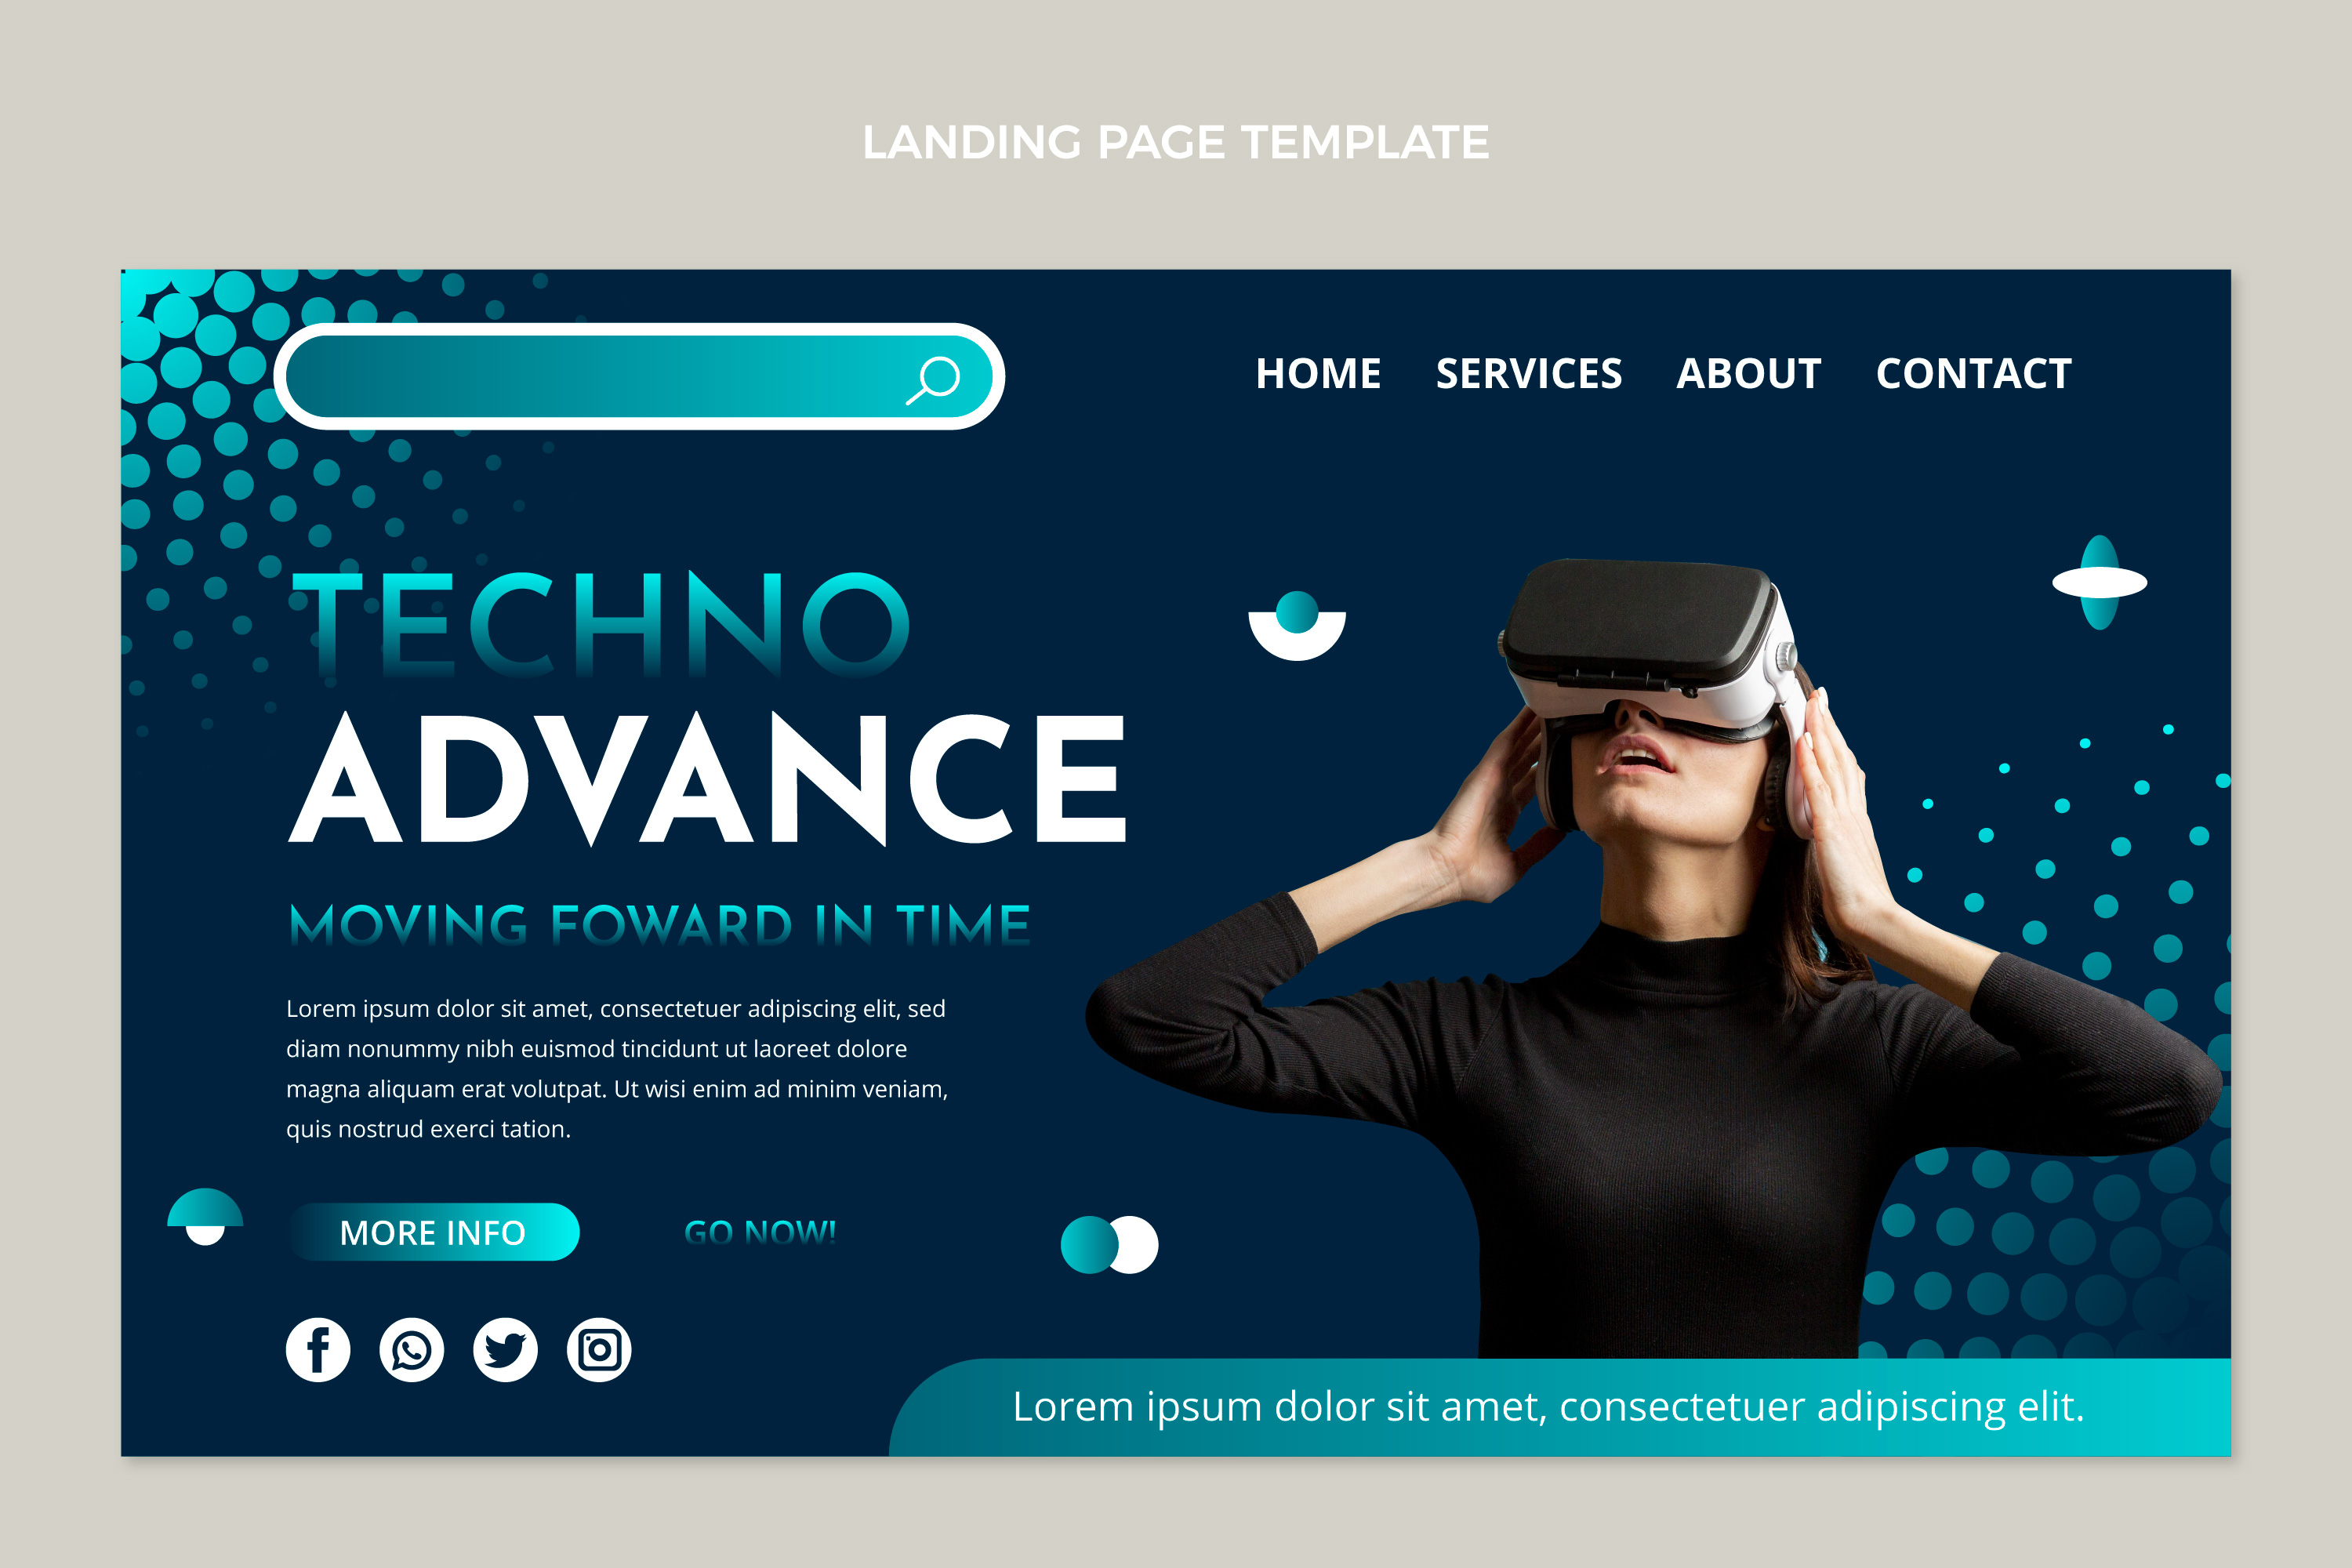 LANDING PAGE TEMPLATE
HOME SERVICES ABOUT CONTACT
TECHNO
ADVANCE
MOVING FOWARD IN TIME
Lorem ipsum dolor sit amet, consectetuer adipiscing elit, sed
diam nonummy nibh euismod tincidunt ut laoreet dolore
magna aliquam erat volutpat. Ut wisi enim ad minim veniam,
quis nostrud exerci tation.
MORE INFO GO NOW!
Lorem ipsum dolor sit amet, consectetuer adipiscing elit.